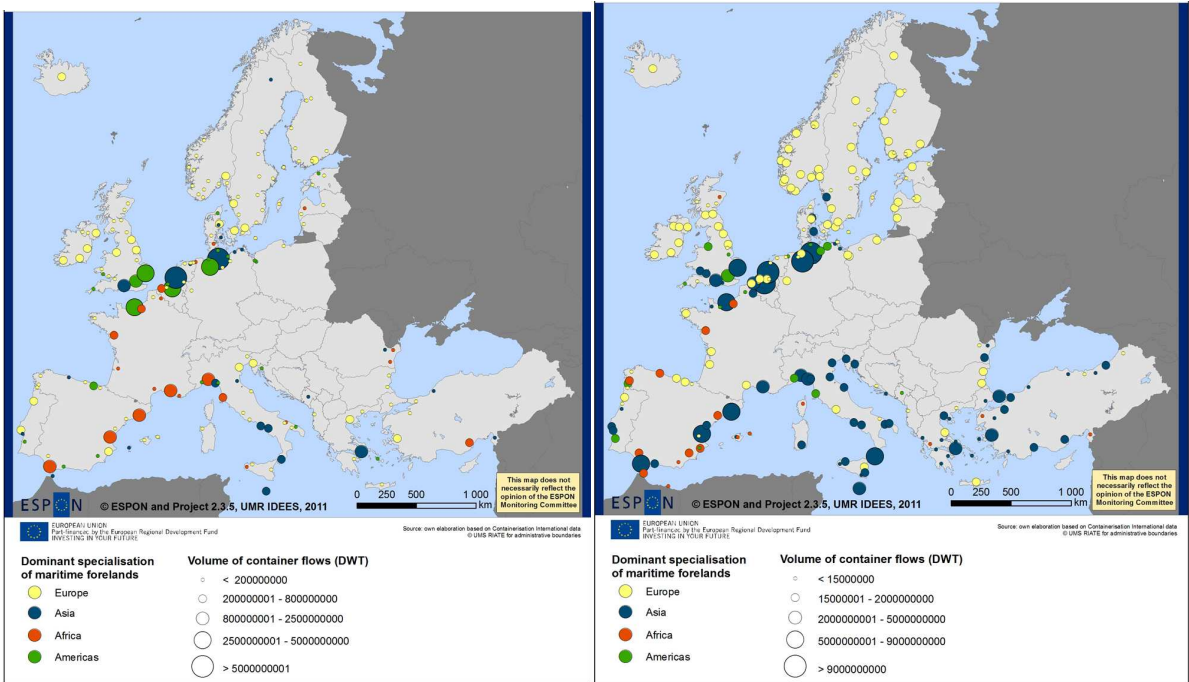 This map does not
necessarily reflect the
opinion of the ESPON
Monitoring Committee
ESPON
© ESPON and Project 2.3.5, UMR IDEES, 2011
0 500 1 000
km
EUROPEAN UNION
Part-financed by the European Regional Development Fund
INVESTING IN YOUR FUTURE
Source: own elaboration based on Containerisation International data
© UMS RIATE for administrative boundaries
Dominant specialisation
of maritime forelands
Europe
Asia
Africa
Americas
Volume of container flows (DWT)
< 200000000
200000001 - 800000000
800000001 - 2500000000
2500000001 - 5000000000
> 5000000001
This map does not
necessarily reflect the
opinion of the ESPON
Monitoring Committee
ESPON
© ESPON and Project 2.3.5, UMR IDEES, 2011
0 500 1 000
km
EUROPEAN UNION
Part-financed by the European Regional Development Fund
INVESTING IN YOUR FUTURE
Source: own elaboration based on Containerisation International data
© UMS RIATE for administrative boundaries
Dominant specialisation
of maritime forelands
Europe
Asia
Africa
Americas
Volume of container flows (DWT)
< 15000000
15000001 - 2000000000
2000000001 - 5000000000
5000000001 - 9000000000
> 9000000000